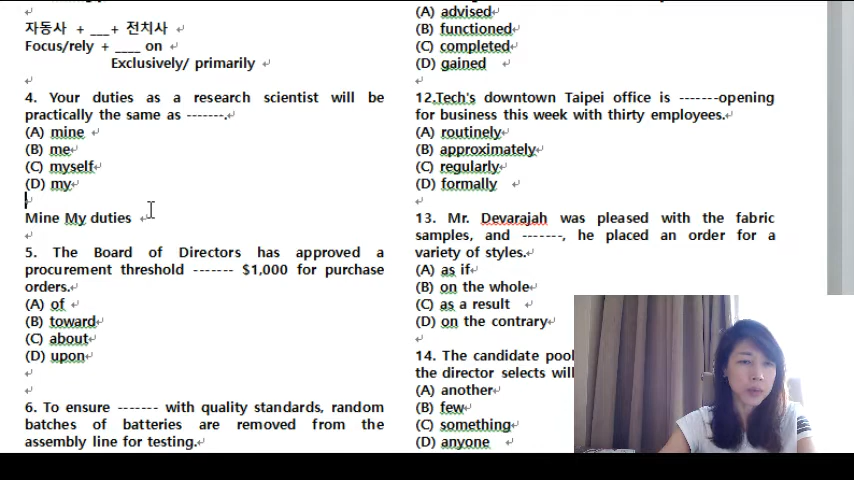 자동사 + ___+ 전치사
Focus/rely + ____ on
Exclusively/ primarily
4. Your duties as a research scientist will be
practically the same as -------.
(A) mine
(B) me
(C) myself
(D) my
Mine My duties
5. The Board of Directors has approved a
procurement threshold ------- $1,000 for purchase
orders.
(A) of
(B) toward
(C) about
(D) upon
6. To ensure ------- with quality standards, random
batches of batteries are removed from the
assembly line for testing.
(A) advised
(B) functioned
(C) completed
(D) gained
12.Tech's downtown Taipei office is -------opening
for business this week with thirty employees.
(A) routinely
(B) approximately
(C) regularly
(D) formally
13. Mr. Devarajah was pleased with the fabric
samples, and -------, he placed an order for a
variety of styles.
(A) as if
(B) on the whole
(C) as a result
(D) on the contrary
14. The candidate pool
the director selects will
(A) another
(B) few
(C) something
(D) anyone